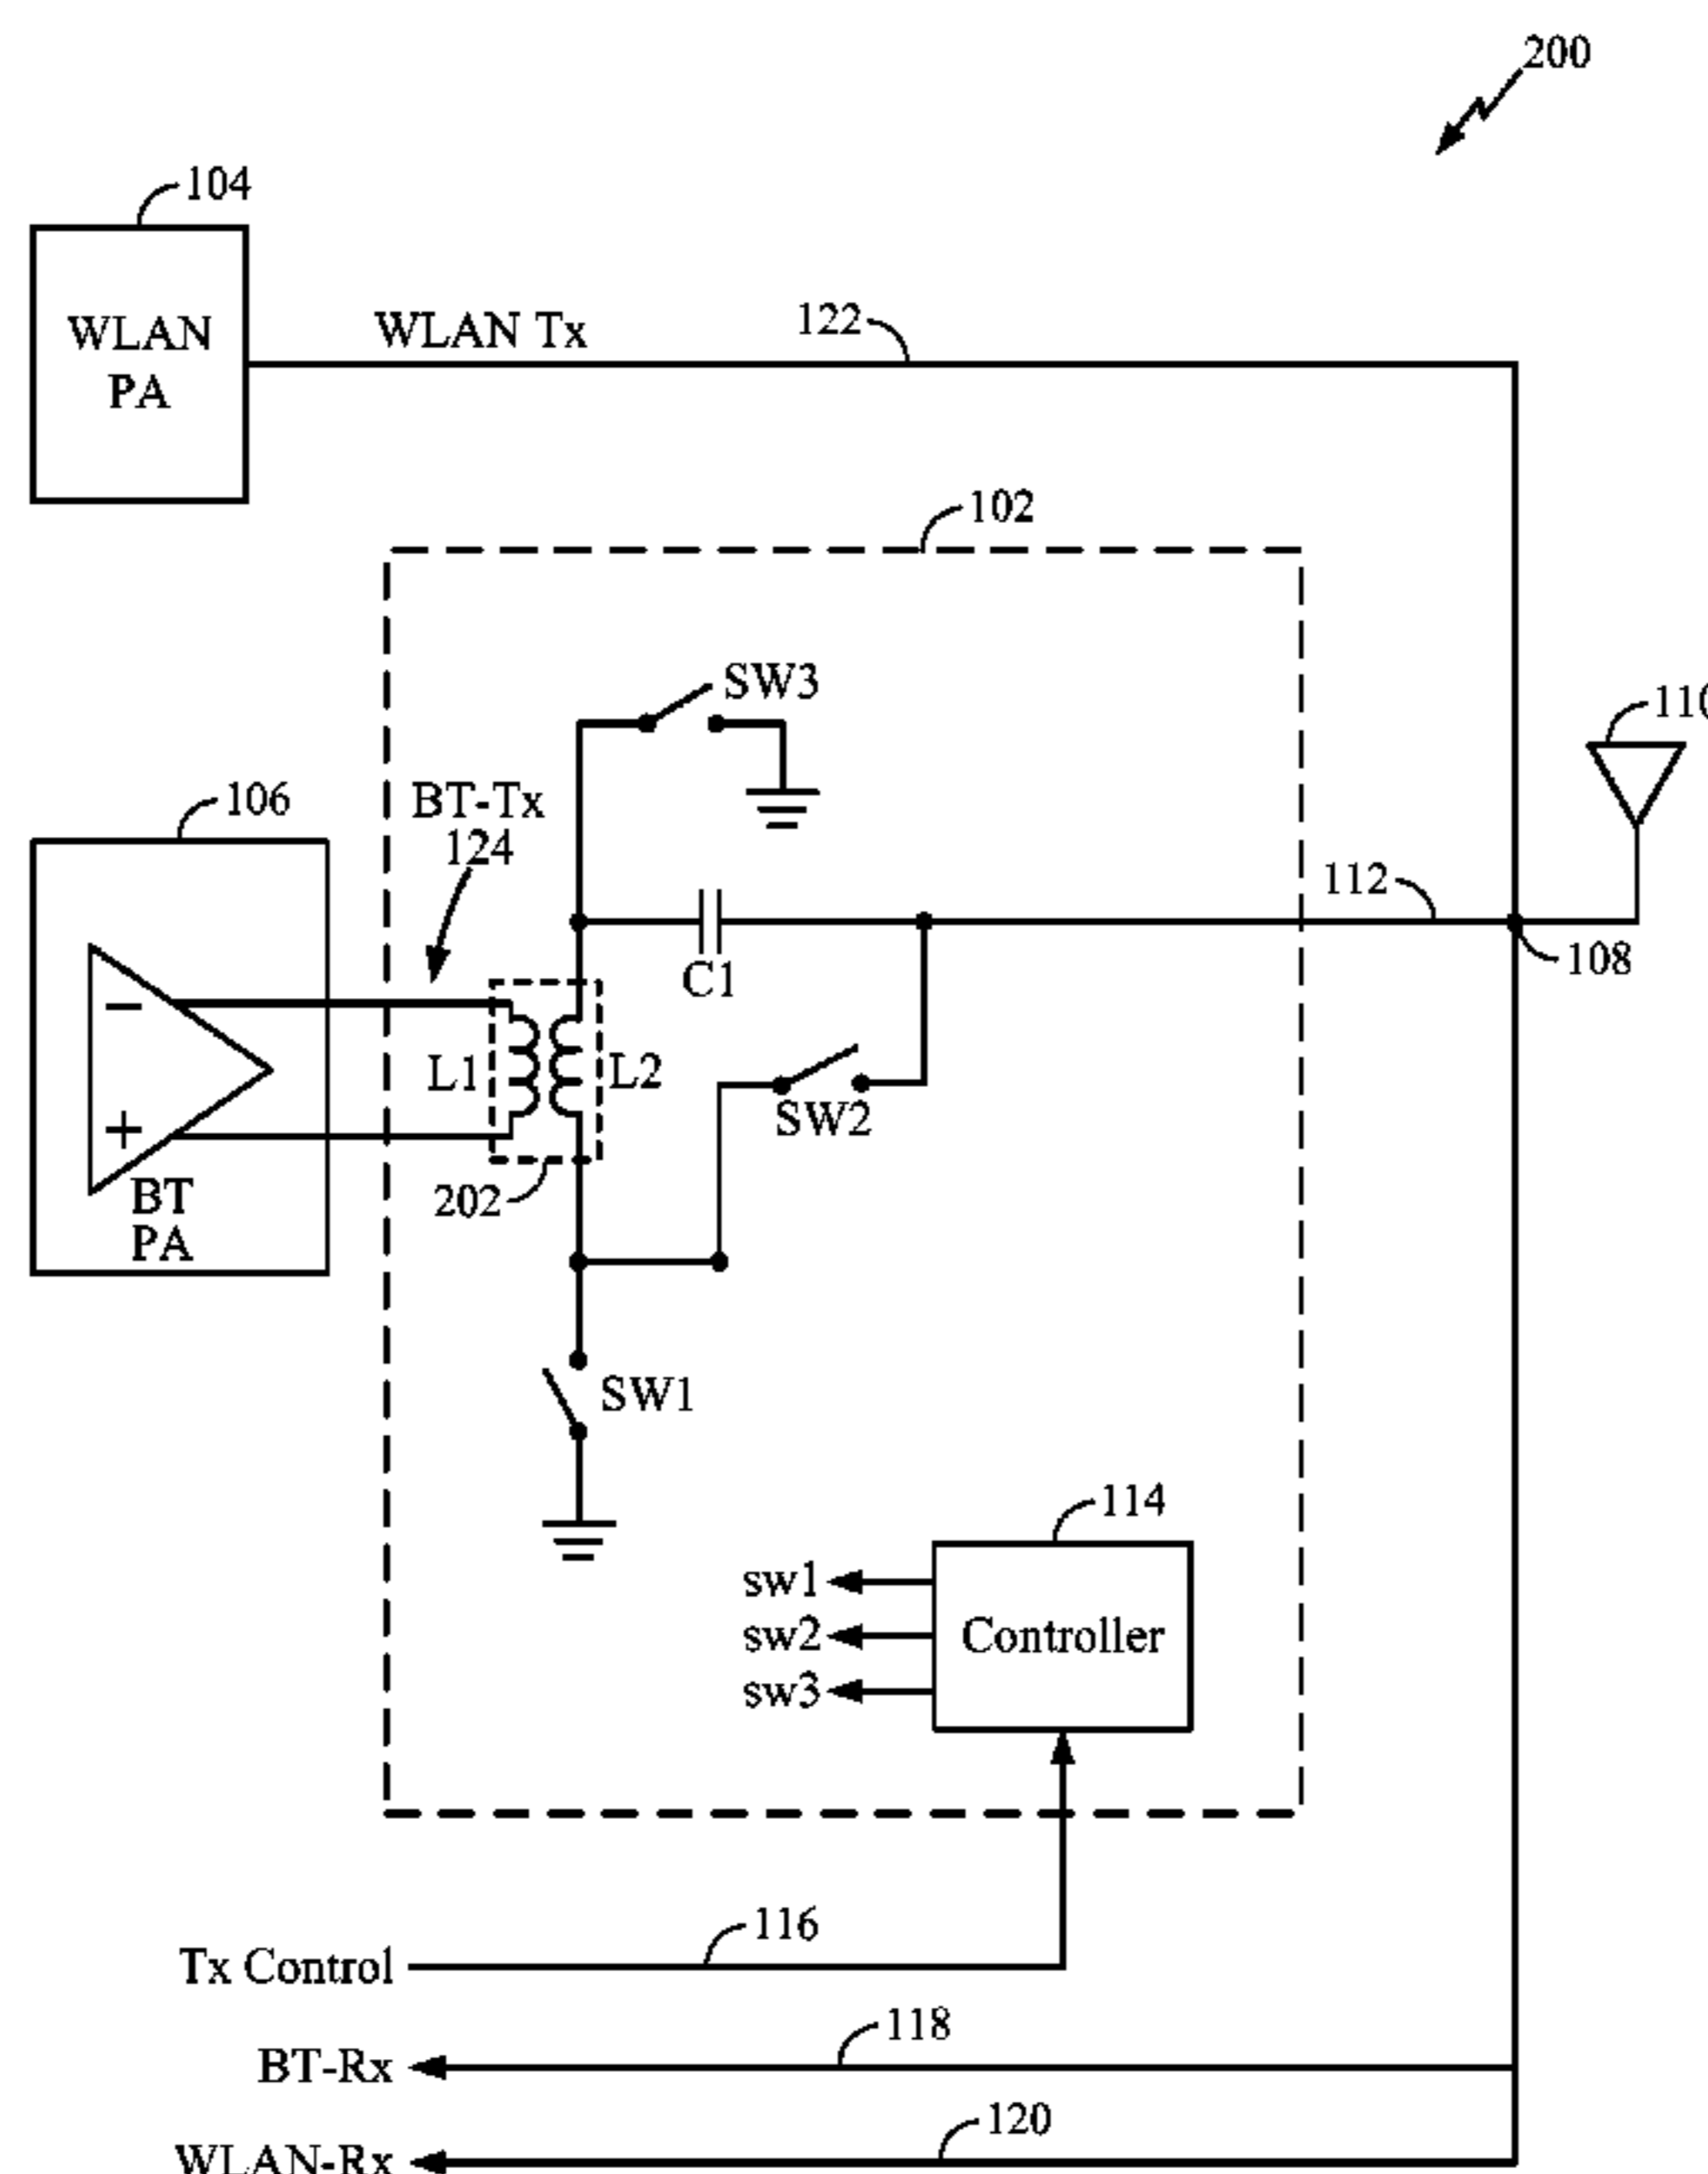 200
104
WLAN
PA
WLAN Tx
122
102
SW3
110
106
BT-Tx
124
112
C1
108
L1
L2
SW2
202
BT
PA
SW1
114
sw1
sw2
sw3
Controller
116
Tx Control
118
BT-Rx
120
WLAN-Rx